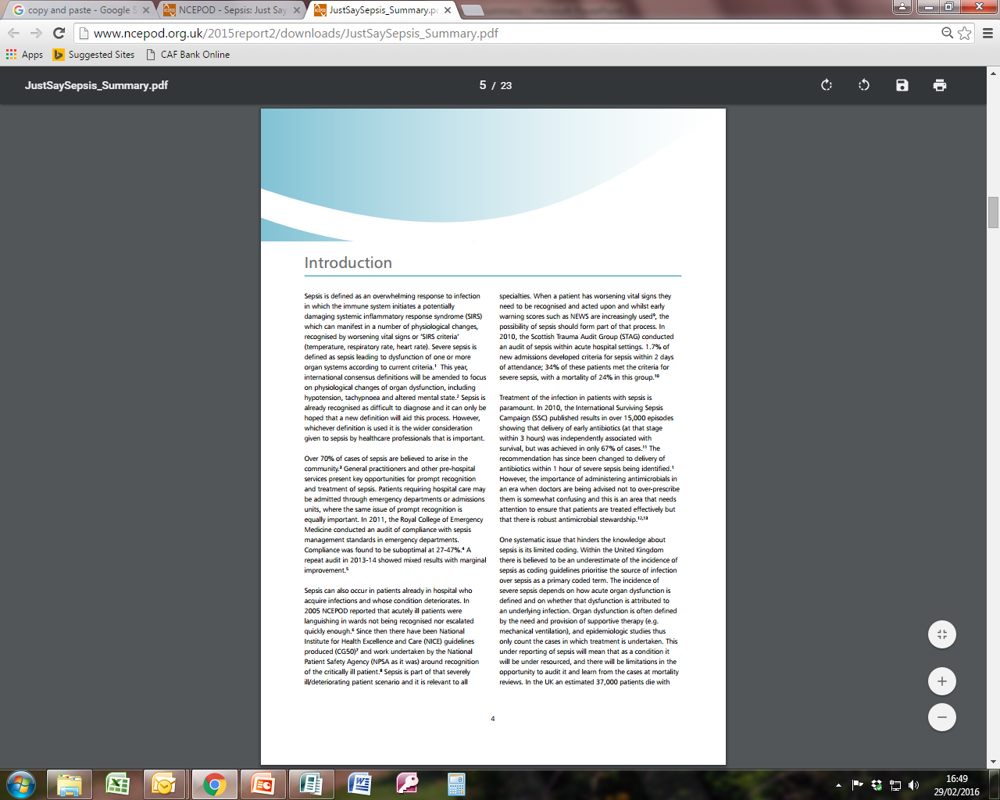 copy and paste - Google S
NCEPOD - Sepsis: Just Say
JustSaySepsis_Summary.pd
www.ncepod.org.uk/2015report2/downloads/JustSaySepsis_Summary.pdf
Apps
Suggested Sites
CAF Bank Online
JustSaySepsis_Summary.pdf
5 / 23
Introduction
Sepsis is defined as an overwhelming response to infection
in which the immune system initiates a potentially
damaging systemic inflammatory response syndrome (SIRS)
which can manifest in a number of physiological changes,
recognised by worsening vital signs or ‘SIRS criteria’
(temperature, respiratory rate, heart rate). Severe sepsis is
defined as sepsis leading to dysfunction of one or more
organ systems according to current criteria.¹ This year,
international consensus definitions will be amended to focus
on physiological changes of organ dysfunction, including
hypotension, tachypnoea and altered mental state.² Sepsis is
already recognised as difficult to diagnose and it can only be
hoped that a new definition will aid this process. However,
whichever definition is used it is the wider consideration
given to sepsis by healthcare professionals that is important.
Over 70% of cases of sepsis are believed to arise in the
community.³ General practitioners and other pre-hospital
services present key opportunities for prompt recognition
and treatment of sepsis. Patients requiring hospital care may
be admitted through emergency departments or admissions
units, where the same issue of prompt recognition is
equally important. In 2011, the Royal College of Emergency
Medicine conducted an audit of compliance with sepsis
management standards in emergency departments.
Compliance was found to be suboptimal at 27-47%.⁴ A
repeat audit in 2013-14 showed mixed results with marginal
improvement.⁵
Sepsis can also occur in patients already in hospital who
acquire infections and whose condition deteriorates. In
2005 NCEPOD reported that acutely ill patients were
languishing in wards not being recognised nor escalated
quickly enough.⁶ Since then there have been National
Institute for Health Excellence and Care (NICE) guidelines
produced (CG50)⁷ and work undertaken by the National
Patient Safety Agency (NPSA as it was) around recognition
of the critically ill patient.⁸ Sepsis is part of that severely
ill/deteriorating patient scenario and it is relevant to all
specialties. When a patient has worsening vital signs they
need to be recognised and acted upon and whilst early
warning scores such as NEWS are increasingly used⁹, the
possibility of sepsis should form part of that process. In
2010, the Scottish Trauma Audit Group (STAG) conducted
an audit of sepsis within acute hospital settings. 1.7% of
new admissions developed criteria for sepsis within 2 days
of attendance; 34% of these patients met the criteria for
severe sepsis, with a mortality of 24% in this group.¹⁰
Treatment of the infection in patients with sepsis is
paramount. In 2010, the International Surviving Sepsis
Campaign (SSC) published results in over 15,000 episodes
showing that delivery of early antibiotics (at that stage
within 3 hours) was independently associated with
survival, but was achieved in only 67% of cases.¹¹ The
recommendation has since been changed to delivery of
antibiotics within 1 hour of severe sepsis being identified.¹
However, the importance of administering antimicrobials in
an era when doctors are being advised not to over-prescribe
them is somewhat confusing and this is an area that needs
attention to ensure that patients are treated effectively but
that there is robust antimicrobial stewardship.¹²,¹³
One systematic issue that hinders the knowledge about
sepsis is its limited coding. Within the United Kingdom
there is believed to be an underestimate of the incidence of
sepsis as coding guidelines prioritise the source of infection
over sepsis as a primary coded term. The incidence of
severe sepsis depends on how acute organ dysfunction is
defined and on whether that dysfunction is attributed to
an underlying infection. Organ dysfunction is often defined
by the need and provision of supportive therapy (e.g.
mechanical ventilation), and epidemiologic studies thus
only count the cases in which treatment is undertaken. This
under reporting of sepsis will mean that as a condition it
will be under resourced, and there will be limitations in the
opportunity to audit it and learn from the cases at mortality
reviews. In the UK an estimated 37,000 patients die with
4
16:49
29/02/2016